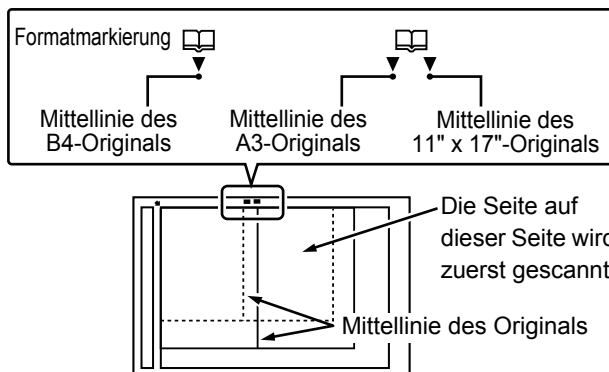 Formatmarkierung
Mittellinie des
B4-Originals
Mittellinie des
A3-Originals
Mittellinie des
11" x 17"-Originals
Die Seite auf
dieser Seite wird
zuerst gescannt
Mittellinie des Originals